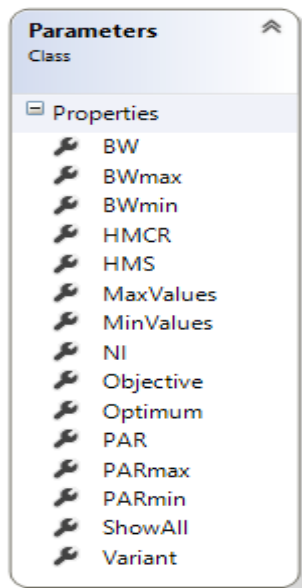 Parameters
Class
Properties
BW
BWmax
BWmin
HMCR
HMS
MaxValues
MinValues
NI
Objective
Optimum
PAR
PARmax
PARmin
ShowAll
Variant